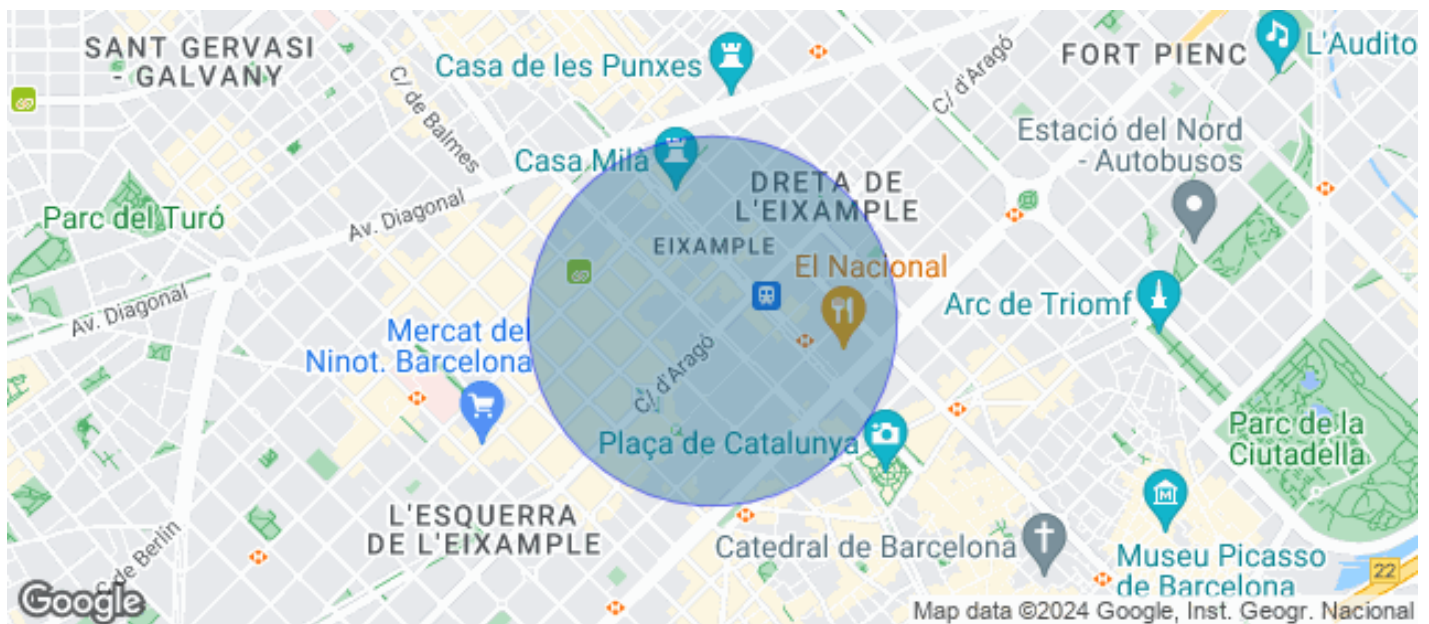 SANT GERVASI
- GALVANY
C/ de Balmes
Casa de les Punxes
C/ d'Aragó
FORT PIENC
L'Audito
Estació del Nord
- Autobusos
Casa Milà
DRETA DE
L'EIXAMPLE
Parc del Turó
Av. Diagonal
EIXAMPLE
El Nacional
Arc de Triomf
Av. Diagonal
Mercat del
Ninot. Barcelona
C/ d'Aragó
Plaça de Catalunya
Parc de la
Ciutadella
L'ESQUERRA
DE L'EIXAMPLE
Catedral de Barcelona
Museu Picasso
de Barcelona
22
C. de Berlín
Google
Map data ©2024 Google, Inst. Geogr. Nacional